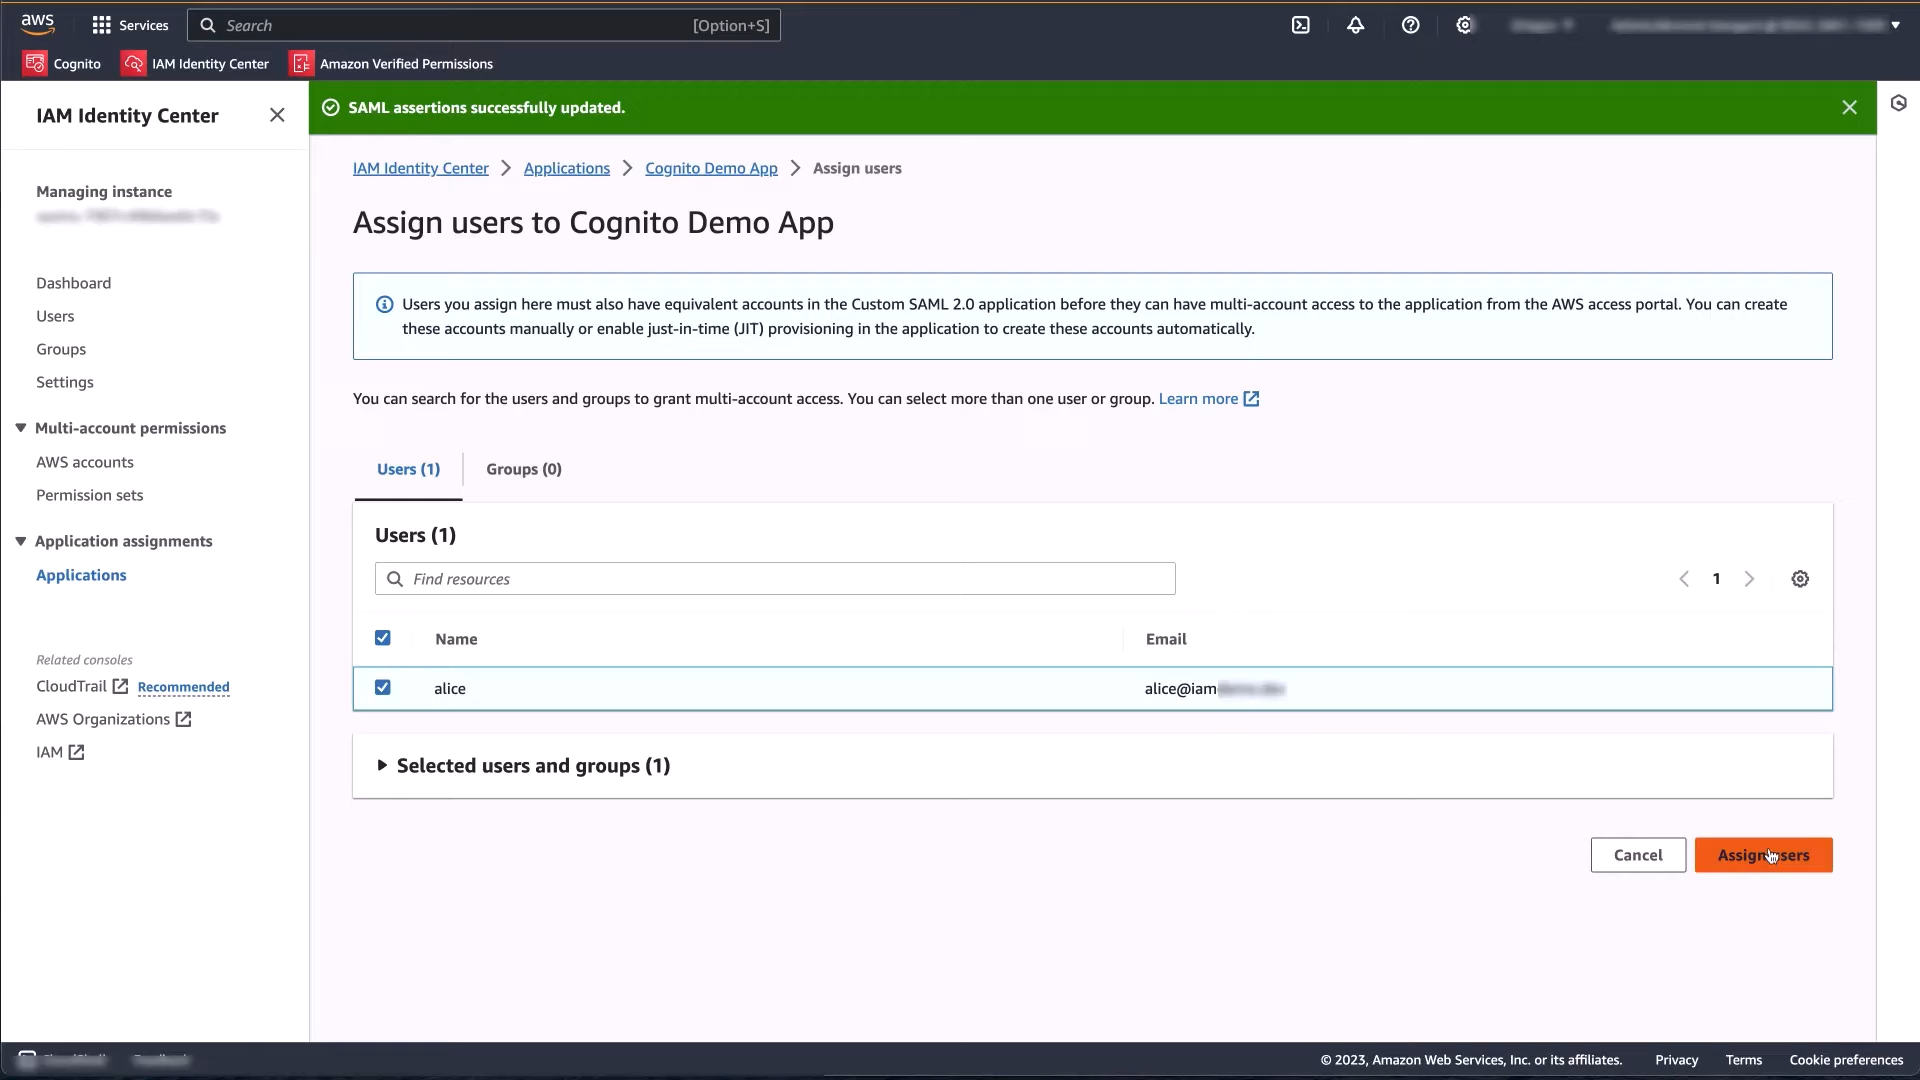 aws
Services
Search
[Option+S]
Cognito
IAM Identity Center
Amazon Verified Permissions
IAM Identity Center
Managing instance
Dashboard
Users
Groups
Settings
Multi-account permissions
AWS accounts
Permission sets
Application assignments
Applications
Related consoles
CloudTrail
Recommended
AWS Organizations
IAM
SAML assertions successfully updated.
IAM Identity Center
Applications
Cognito Demo App
Assign users
Assign users to Cognito Demo App
Users you assign here must also have equivalent accounts in the Custom SAML 2.0 application before they can have multi-account access to the application from the AWS access portal. You can create
these accounts manually or enable just-in-time (JIT) provisioning in the application to create these accounts automatically.
You can search for the users and groups to grant multi-account access. You can select more than one user or group. Learn more
Users (1)
Groups (0)
Users (1)
Find resources
1
Name
Email
alice
alice@iam
Selected users and groups (1)
Cancel
Assign users
© 2023, Amazon Web Services, Inc. or its affiliates.
Privacy
Terms
Cookie preferences